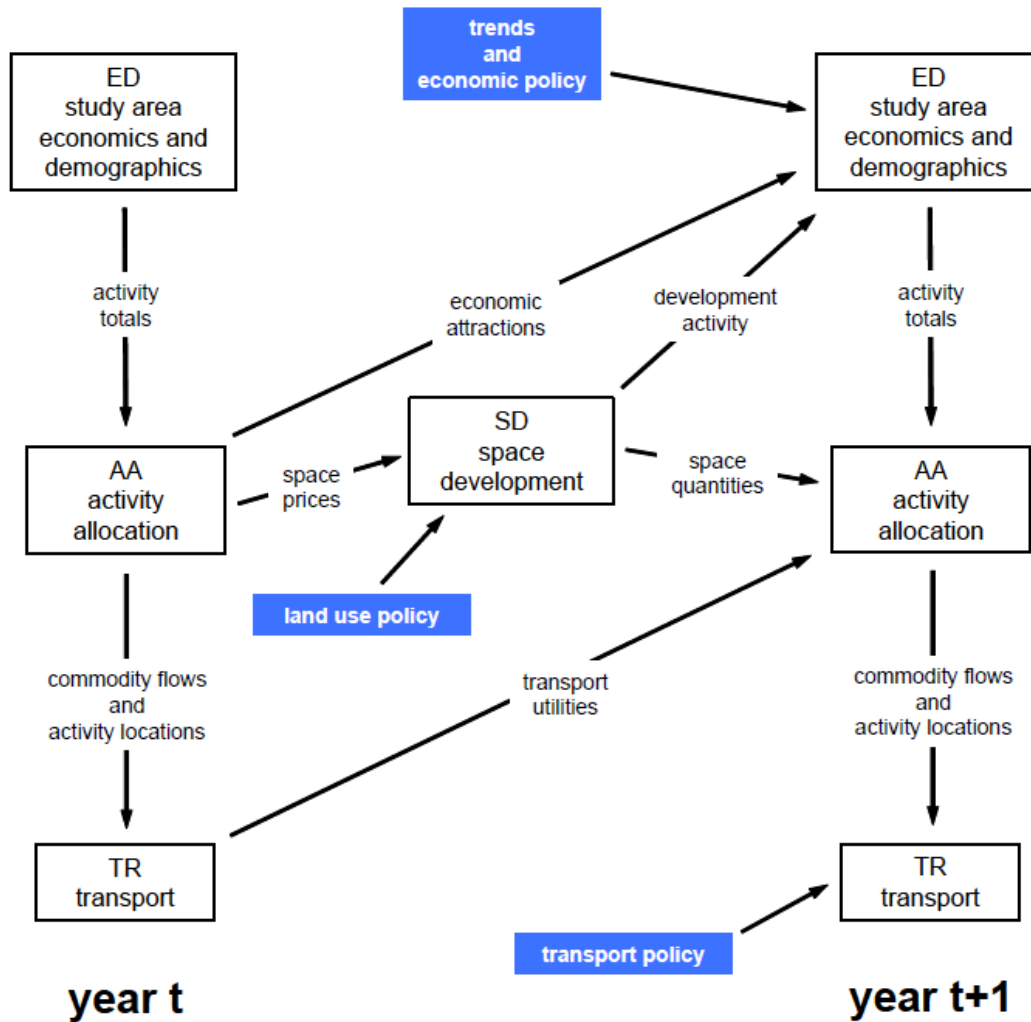 trends
and
economic policy
ED
study area
economics and
demographics
ED
study area
economics and
demographics
activity
totals
economic
attractions
development
activity
activity
totals
AA
activity
allocation
space
prices
SD
space
development
space
quantities
AA
activity
allocation
land use policy
commodity flows
and
activity locations
transport
utilities
commodity flows
and
activity locations
TR
transport
TR
transport
transport policy
year t
year t+1